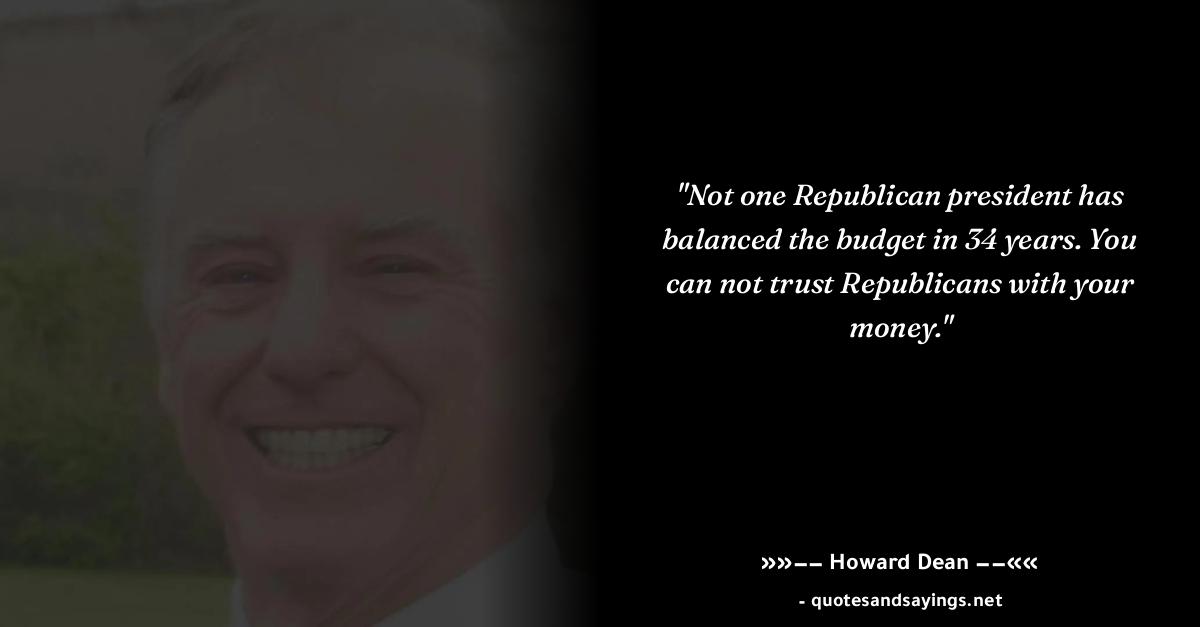 "Not one Republican president has
balanced the budget in 34 years. You
can not trust Republicans with your
money."
»»–– Howard Dean ––««
- quotesandsayings.net